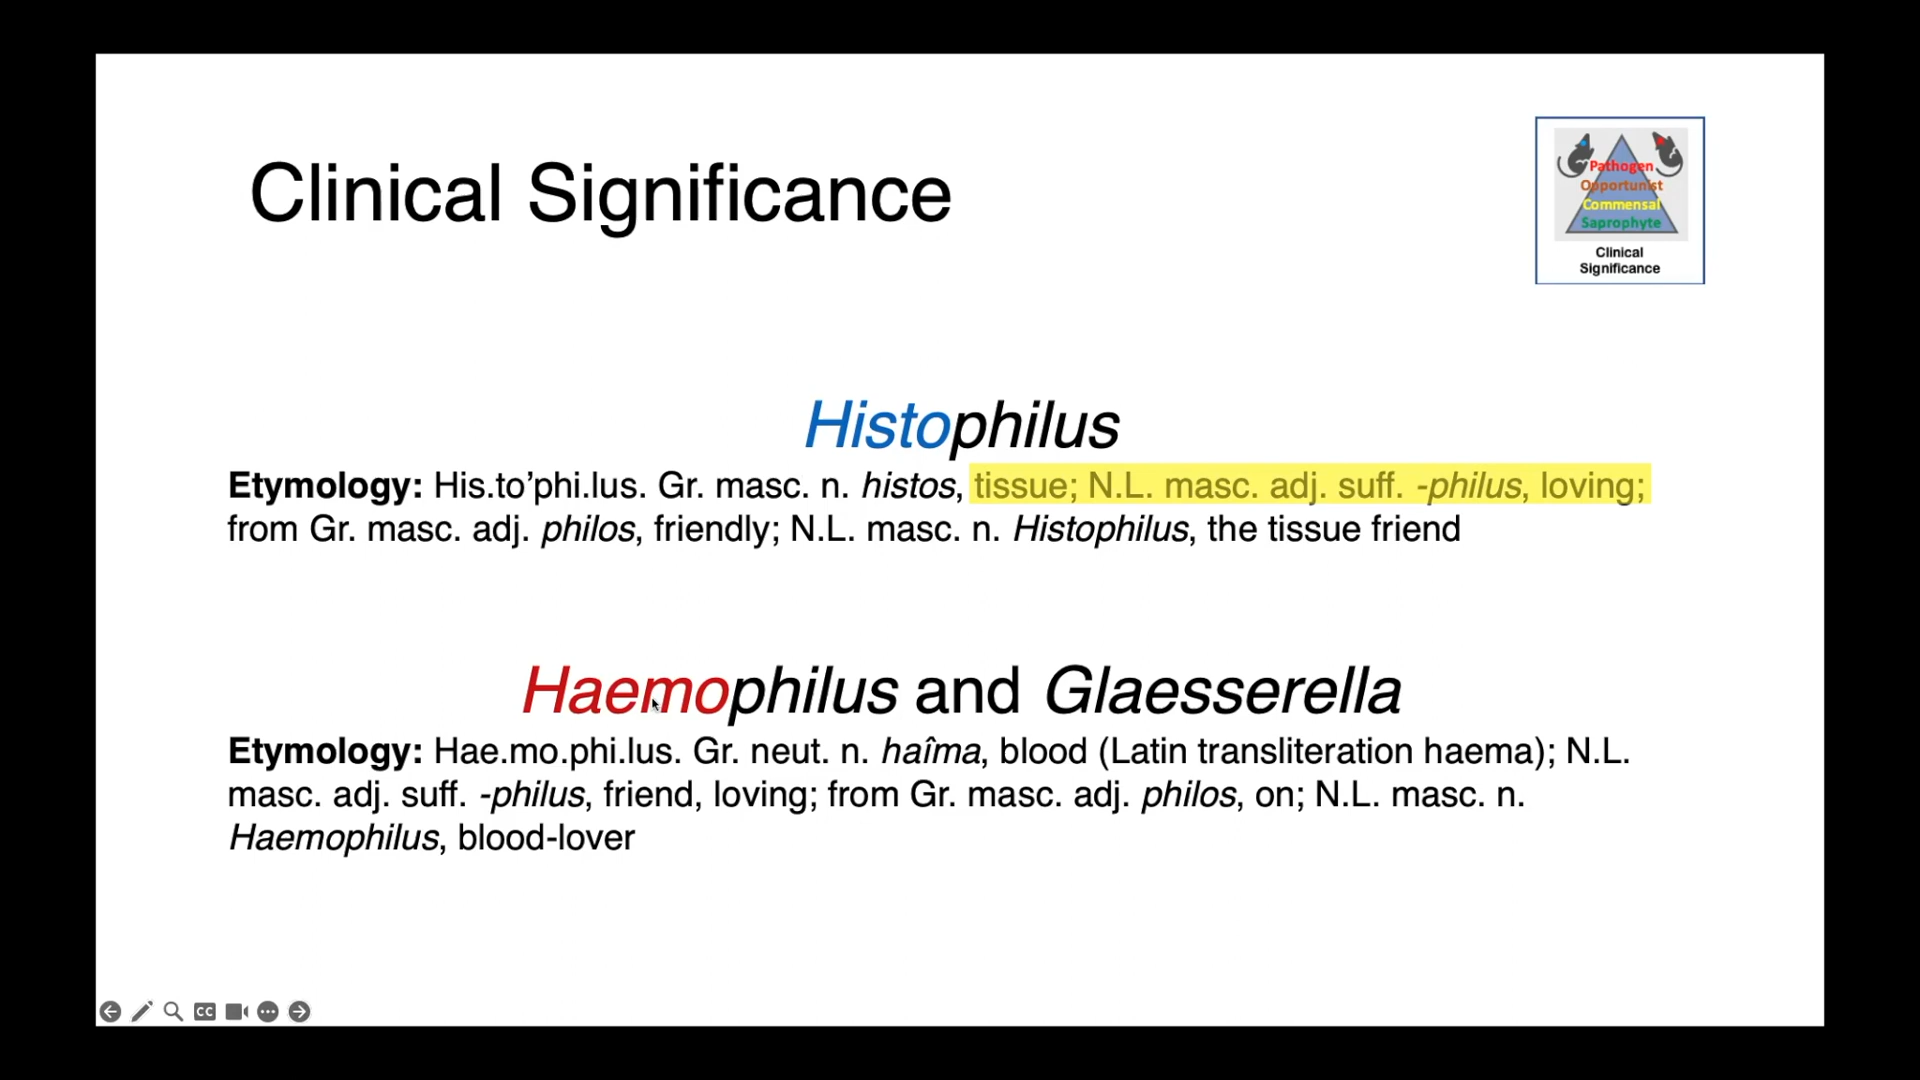 Clinical Significance
Pathogen
Opportunist
Commensal
Saprophyte
Clinical
Significance
Histophilus
Etymology: His.to’phi.lus. Gr. masc. n. histos, tissue; N.L. masc. adj. suff. -philus, loving;
from Gr. masc. adj. philos, friendly; N.L. masc. n. Histophilus, the tissue friend
Haemophilus and Glaesserella
Etymology: Hae.mo.phi.lus. Gr. neut. n. haîma, blood (Latin transliteration haema); N.L.
masc. adj. suff. -philus, friend, loving; from Gr. masc. adj. philos, on; N.L. masc. n.
Haemophilus, blood-lover
CC